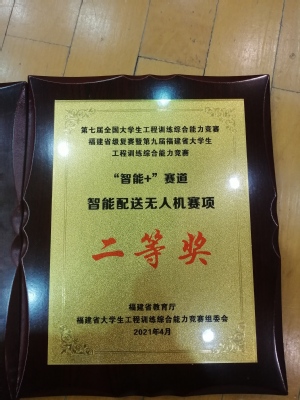 第七届全国大学生工程训练综合能力竞赛
福建省级复赛暨第九届福建省大学生
工程训练综合能力竞赛
“智能+”赛道
智能配送无人机赛项
二等奖
福建省教育厅
福建省大学生工程训练综合能力竞赛组委会
2021年4月